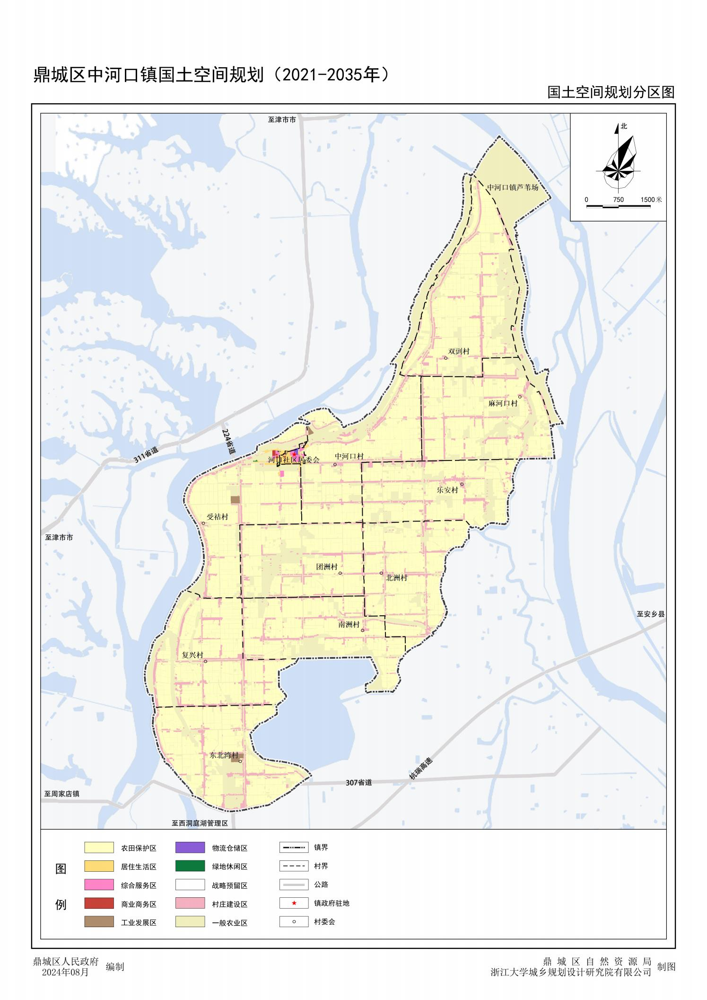 鼎城区中河口镇国土空间规划（2021-2035年）
国土空间规划分区图
至津市市
北
0 750 1500米
中河口镇芦苇场
双剅村
麻河口村
224省道
311省道
河口社区居委会
中河口村
乐安村
受祜村
至津市市
团洲村
北洲村
至安乡县
南洲村
复兴村
东北湾村
杭瑞高速
307省道
至周家店镇
至西洞庭湖管理区
图例
农田保护区
居住生活区
综合服务区
商业商务区
工业发展区
物流仓储区
绿地休闲区
战略预留区
村庄建设区
一般农业区
镇界
村界
公路
镇政府驻地
村委会
鼎城区人民政府
2024年08月
编制
鼎城区自然资源局
浙江大学城乡规划设计研究院有限公司
制图